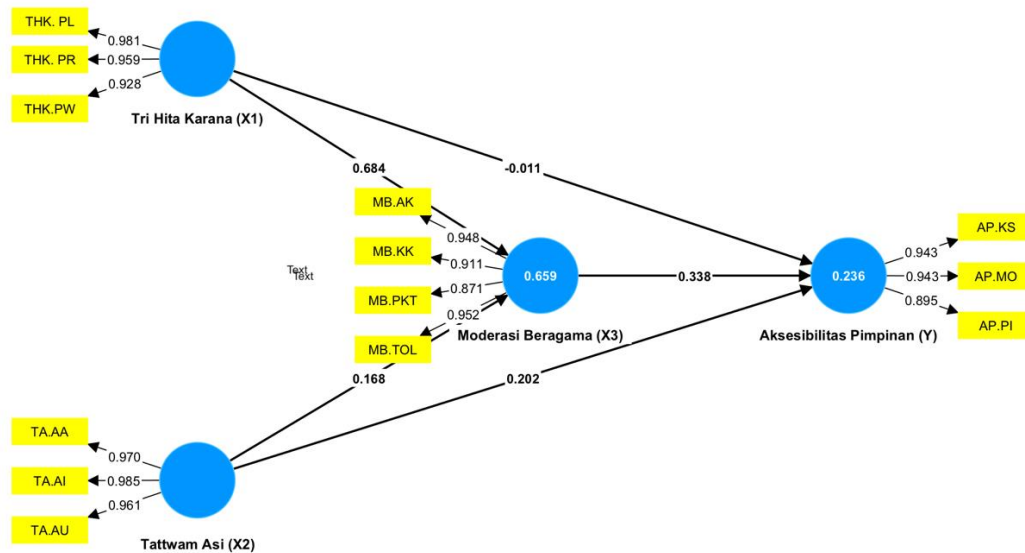 THK. PL
0.981
THK. PR
0.959
THK.PW
0.928
Tri Hita Karana (X1)
0.684
-0.011
MB.AK
0.948
MB.KK
0.911
MB.PKT
0.871
MB.TOL
0.952
Text
Text
0.659
Moderasi Beragama (X3)
0.338
0.236
Aksesibilitas Pimpinan (Y)
AP.KS
0.943
AP.MO
0.943
AP.PI
0.895
0.168
0.202
TA.AA
0.970
TA.AI
0.985
TA.AU
0.961
Tattwam Asi (X2)